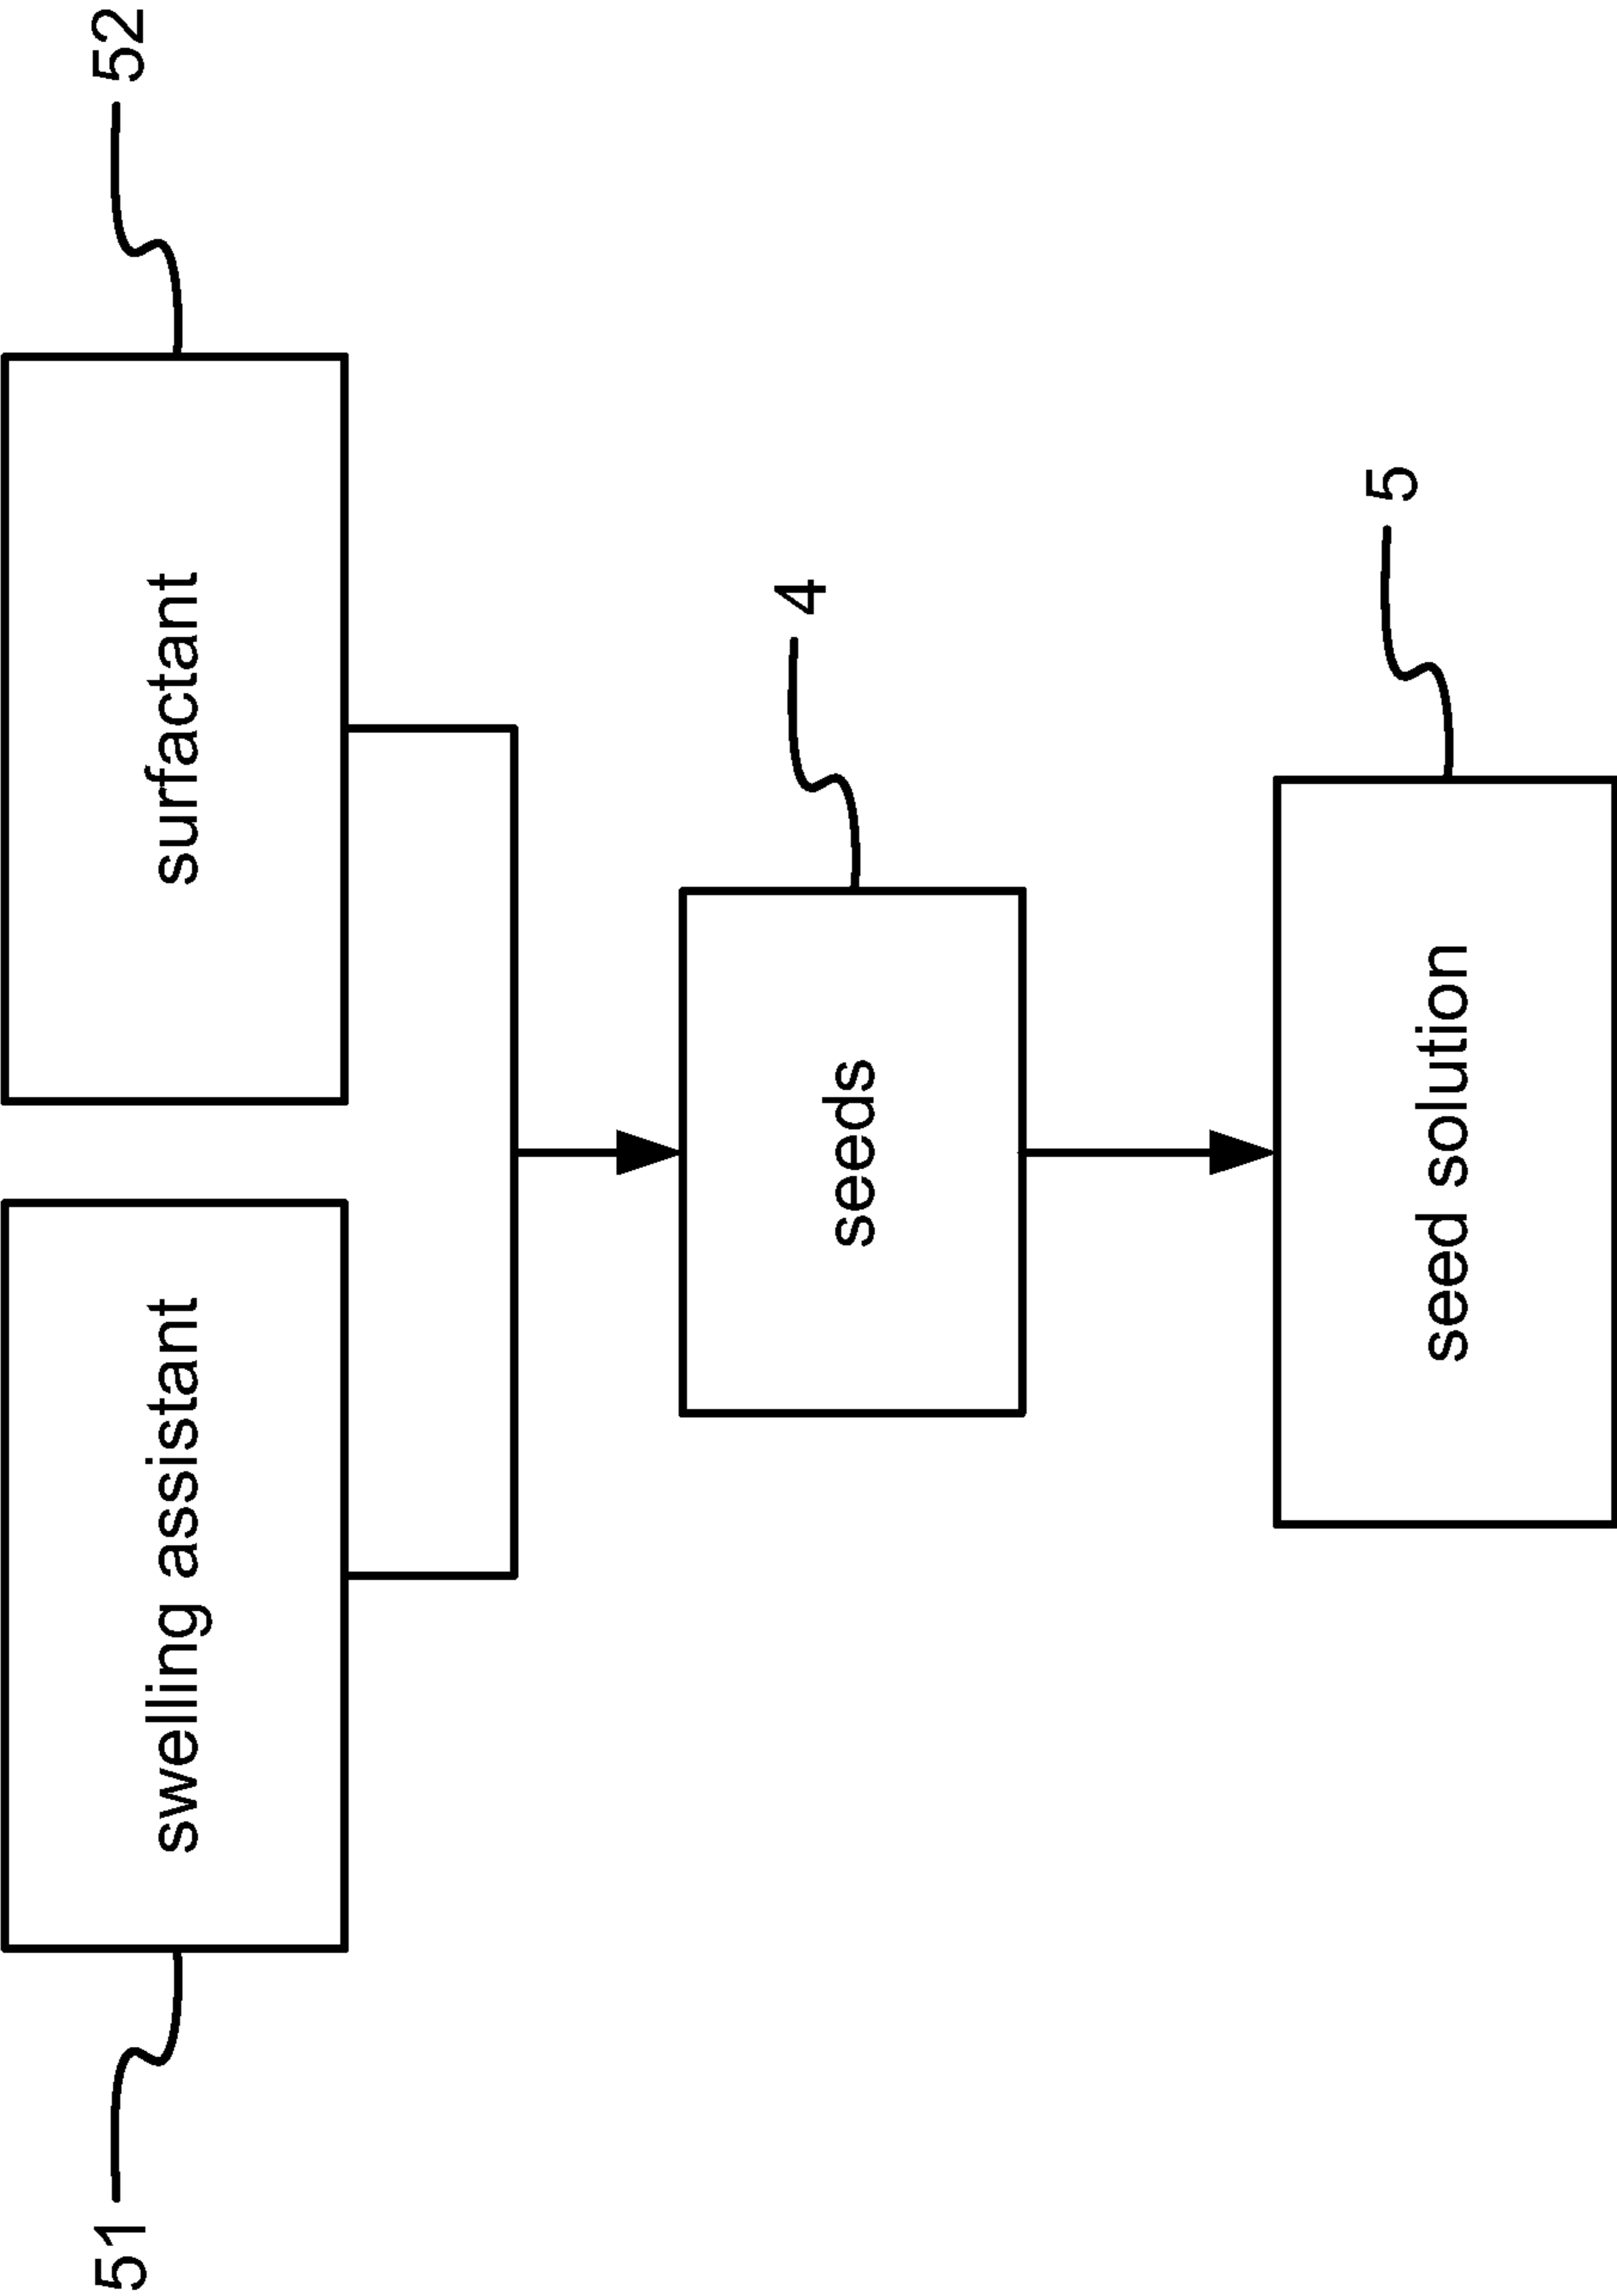 51
swelling assistant
surfactant
52
seeds
4
seed solution
5